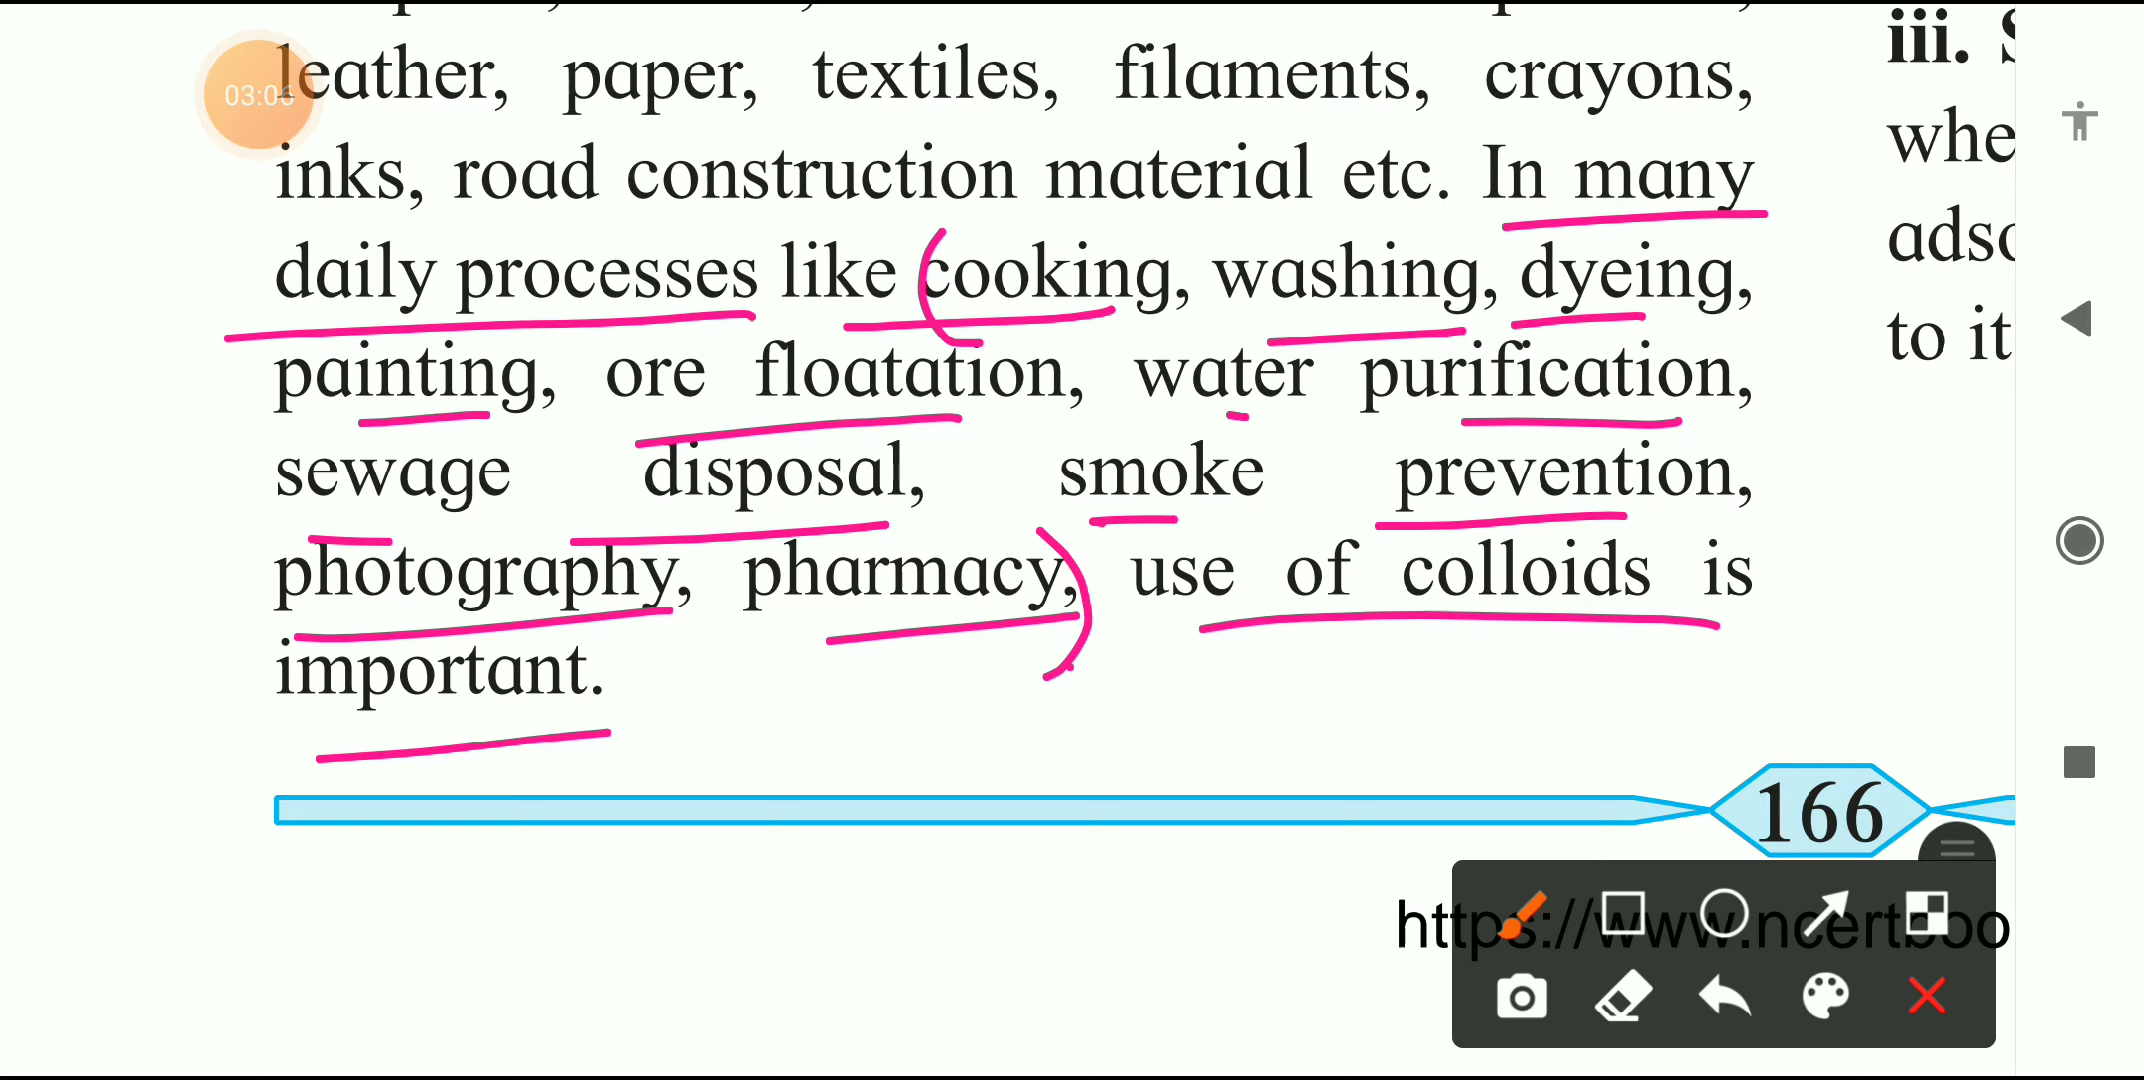 leather, paper, textiles, filaments, crayons,
inks, road construction material etc. In many
daily processes like cooking, washing, dyeing,
painting, ore floatation, water purification,
sewage disposal, smoke prevention,
photography, pharmacy, use of colloids is
important.
iii.
whe
adso
to it
166
https://www.ncertboo
03:06